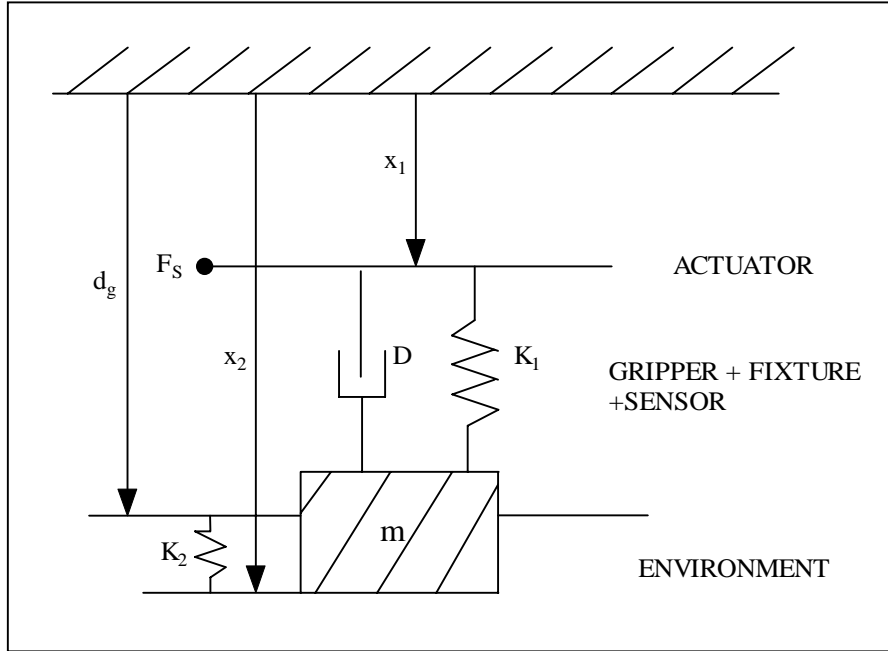 x1
FS
ACTUATOR
dg
x2
D
K1
GRIPPER + FIXTURE
+SENSOR
m
K2
ENVIRONMENT